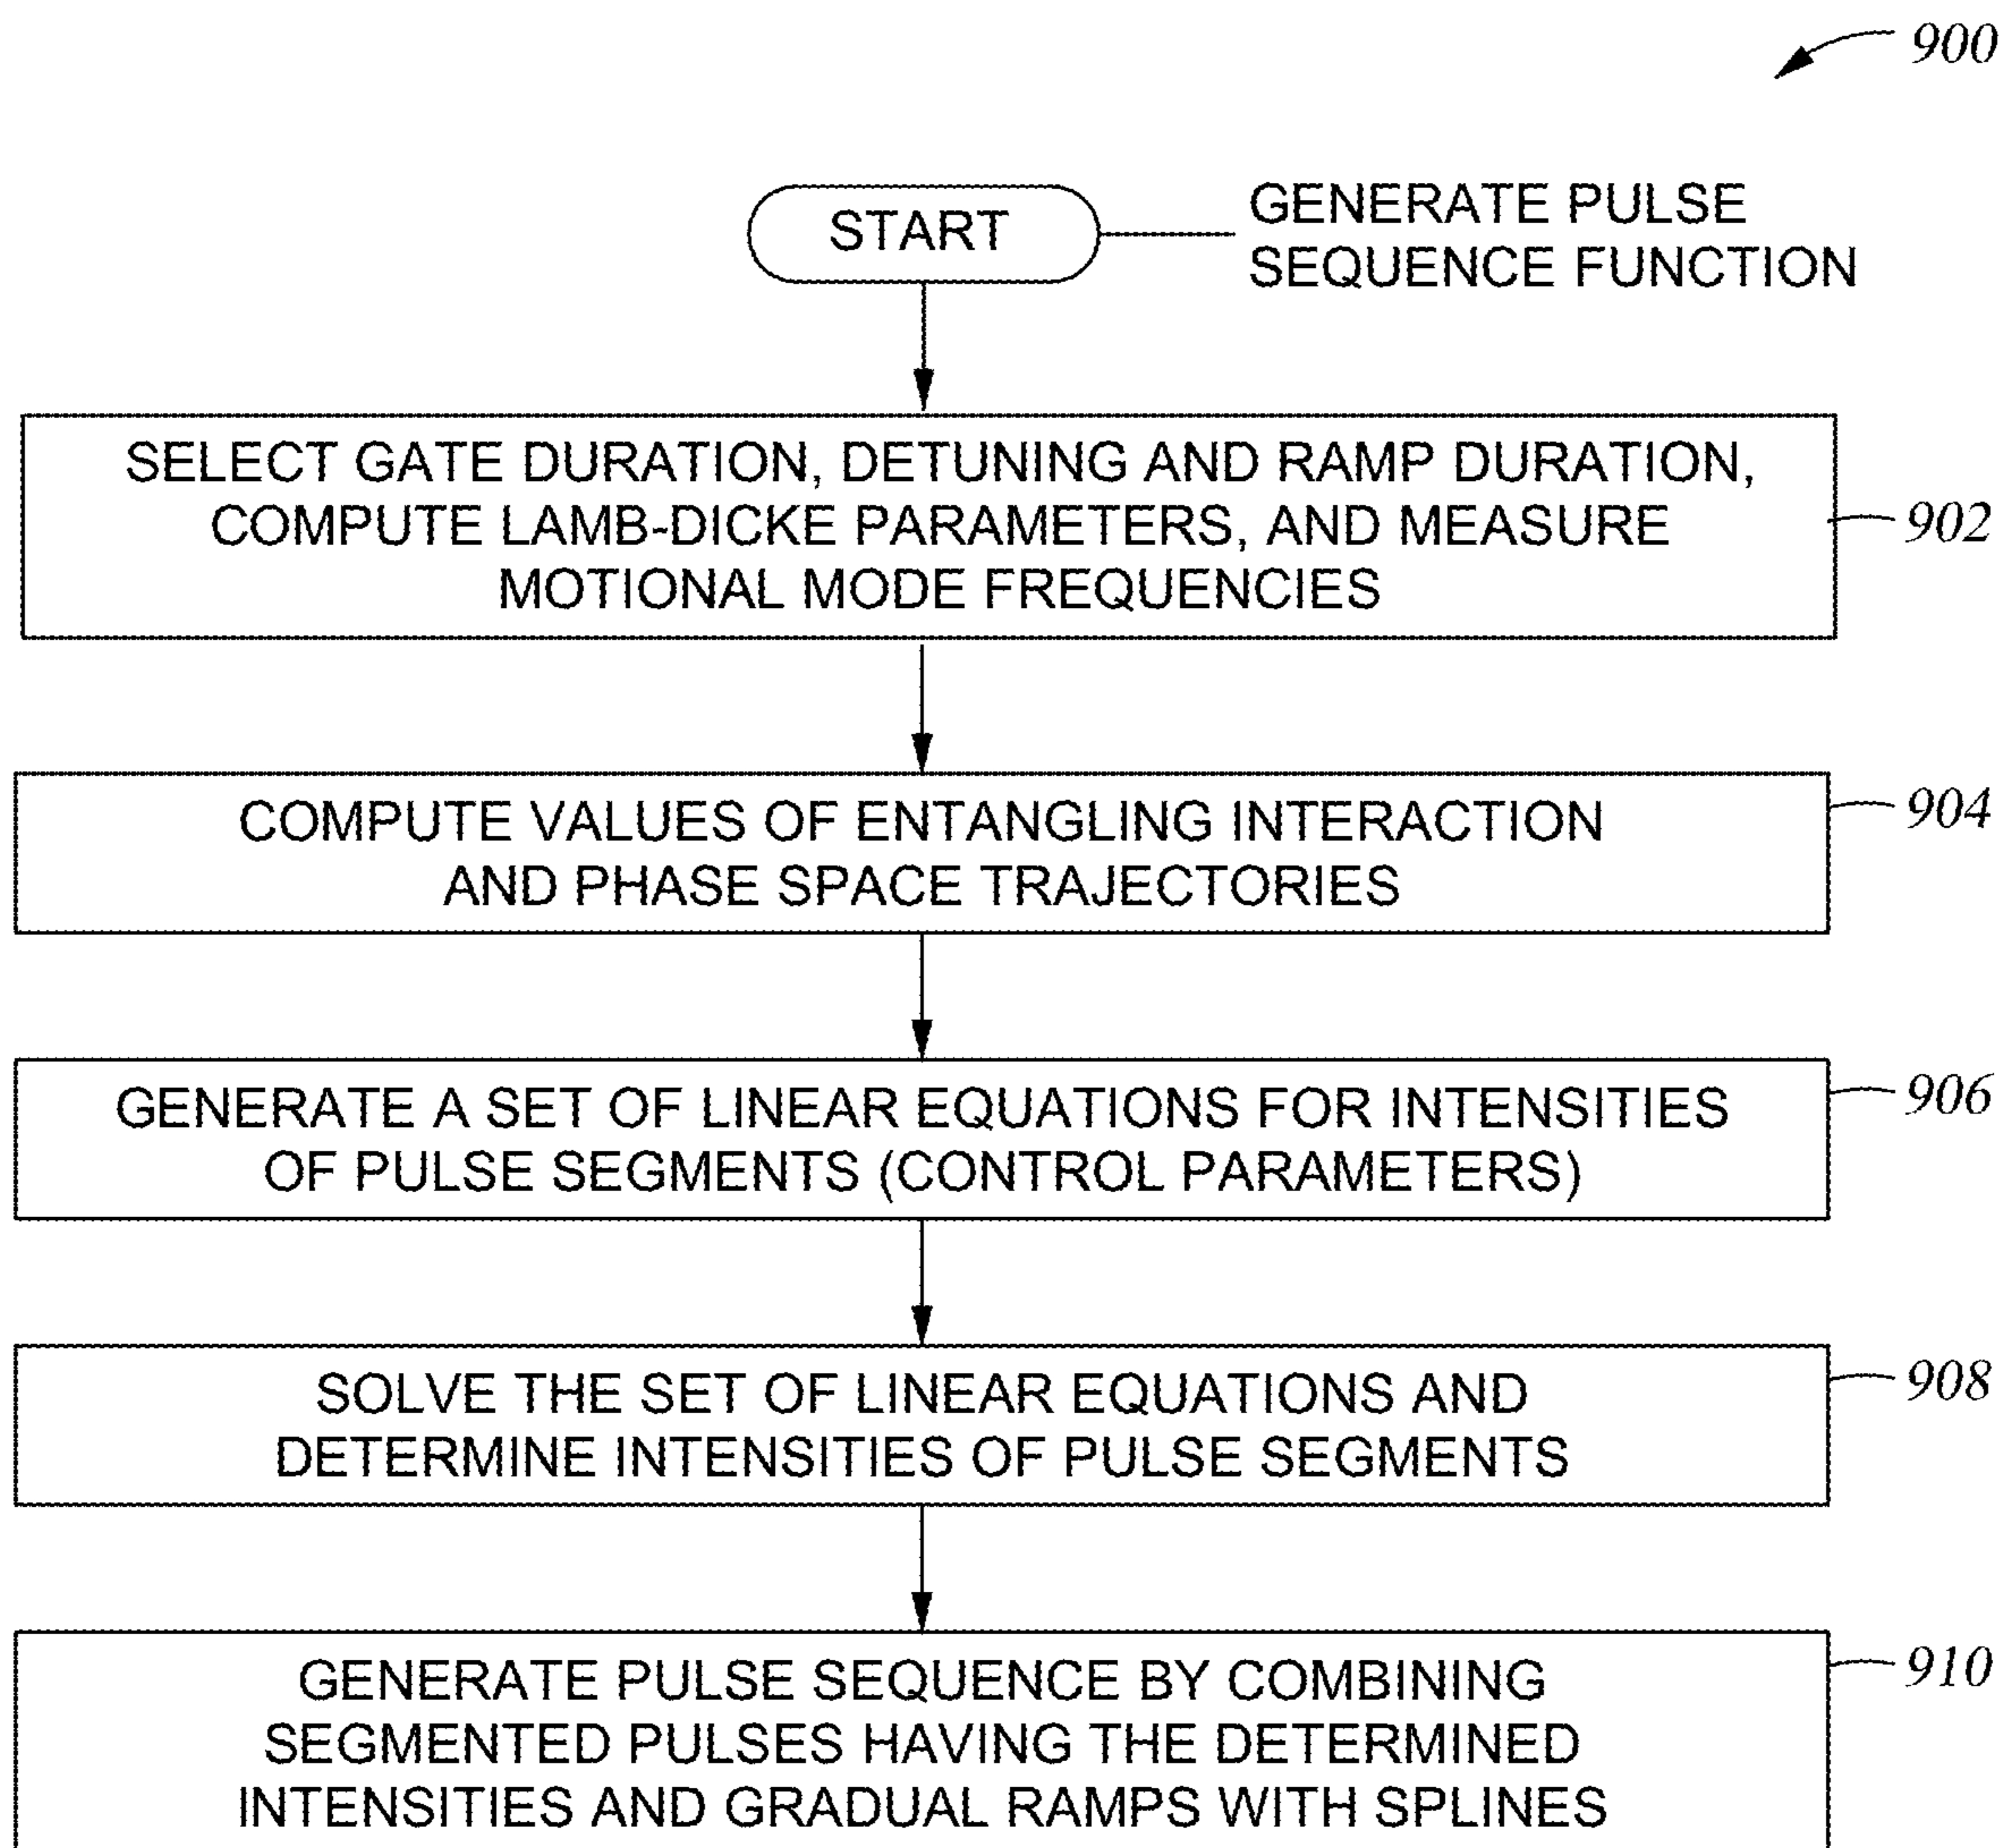 900
START
GENERATE PULSE
SEQUENCE FUNCTION
SELECT GATE DURATION, DETUNING AND RAMP DURATION,
COMPUTE LAMB-DICKE PARAMETERS, AND MEASURE
MOTIONAL MODE FREQUENCIES
902
COMPUTE VALUES OF ENTANGLING INTERACTION
AND PHASE SPACE TRAJECTORIES
904
GENERATE A SET OF LINEAR EQUATIONS FOR INTENSITIES
OF PULSE SEGMENTS (CONTROL PARAMETERS)
906
SOLVE THE SET OF LINEAR EQUATIONS AND
DETERMINE INTENSITIES OF PULSE SEGMENTS
908
GENERATE PULSE SEQUENCE BY COMBINING
SEGMENTED PULSES HAVING THE DETERMINED
INTENSITIES AND GRADUAL RAMPS WITH SPLINES
910